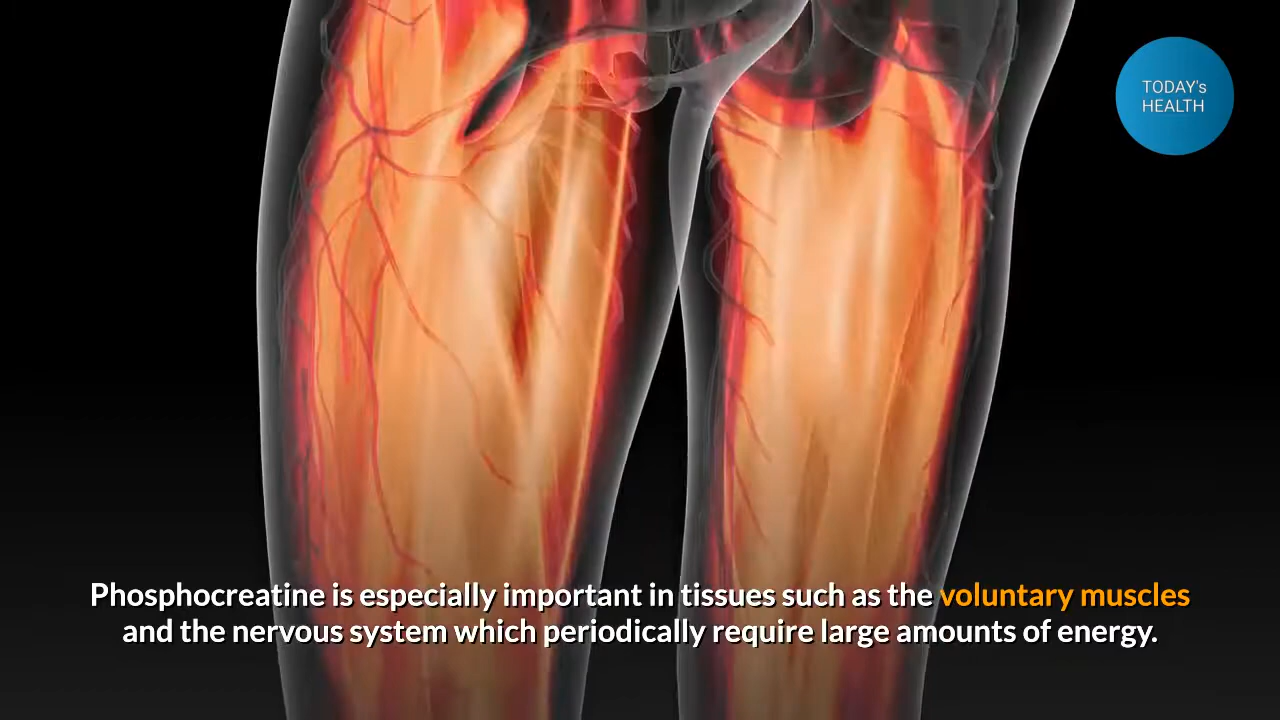 TODAY's
HEALTH
Phosphocreatine is especially important in tissues such as the voluntary muscles
and the nervous system which periodically require large amounts of energy.